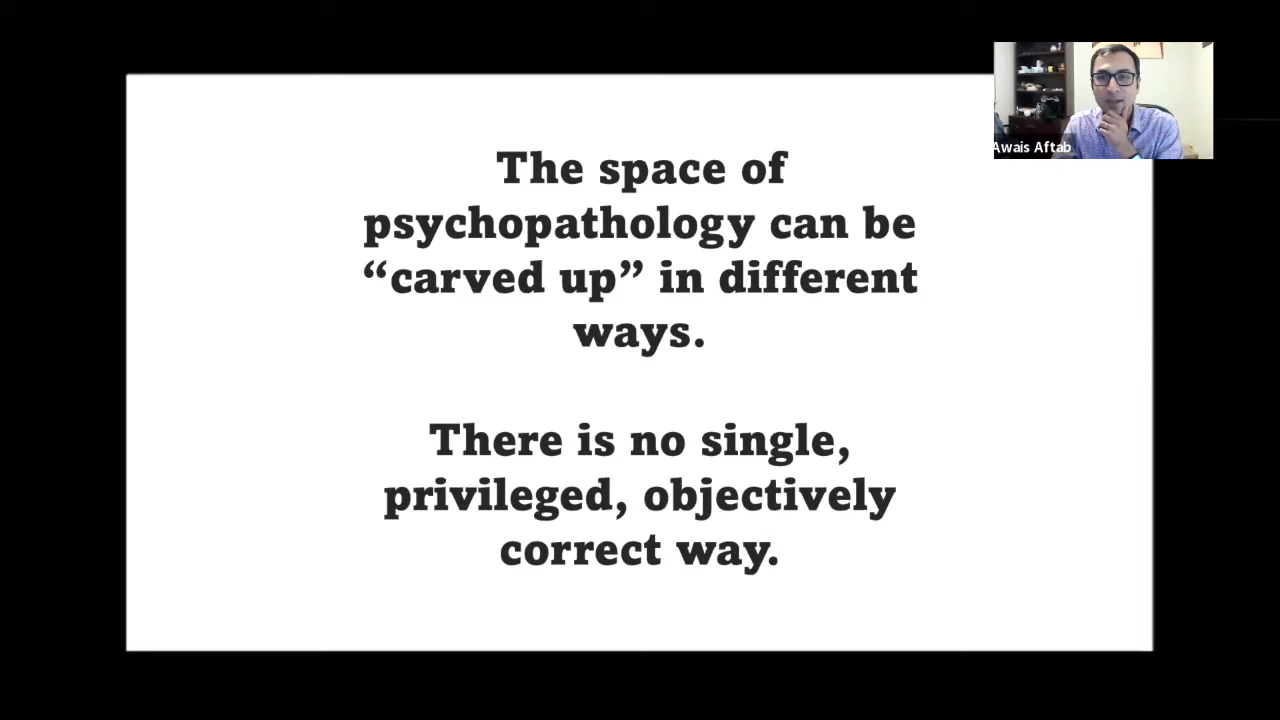 Awais Aftab
The space of
psychopathology can be
“carved up” in different
ways.
There is no single,
privileged, objectively
correct way.